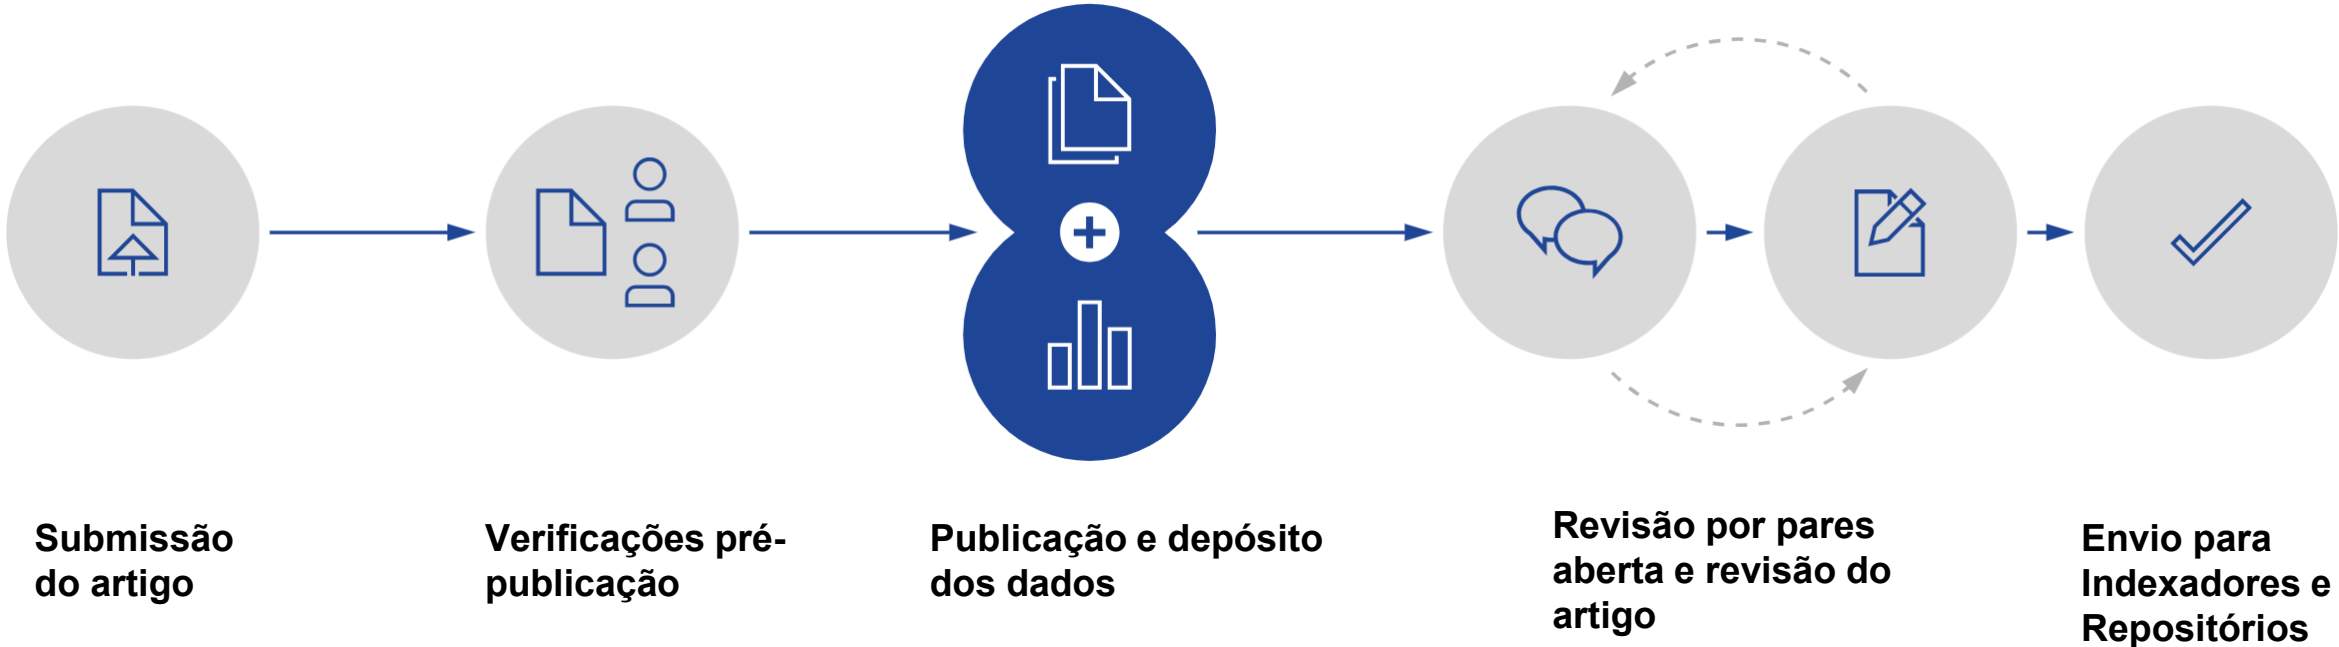 Submissão
do artigo
Verificações pré-
publicação
Publicação e depósito
dos dados
Revisão por pares
aberta e revisão do
artigo
Envio para
Indexadores e
Repositórios